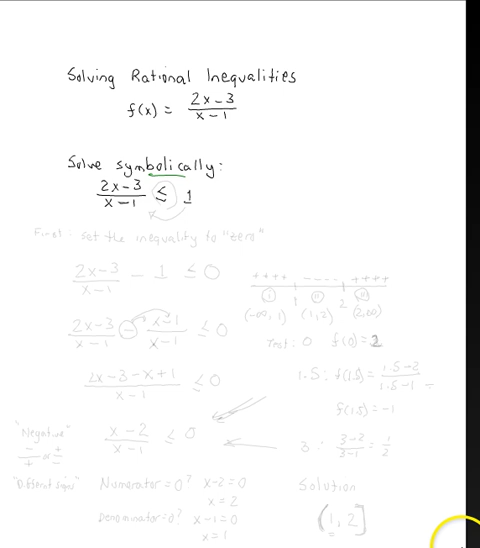 Solving Rational Inequalities
f(x) = (2x-3)/(x-1)
Solve symbolically:
(2x-3)/(x-1) ≤ 1
First: set the inequality to "zero"
(2x-3)/(x-1) - 1 ≤ 0
(2x-3)/(x-1) - (x-1)/(x-1) ≤ 0
(2x-3-x+1)/(x-1) ≤ 0
(x-2)/(x-1) ≤ 0
"Negative"
-/+ or +/-
"Different signs"
Numerator=0? x-2=0
x=2
Denominator=0? x-1=0
x=1
++++ ---- ++++
I II III
1 2
(-∞, 1) (1,2) (2,∞)
Test: 0 f(0)=2
1.5: f(1.5) = (1.5-2)/(1.5-1) =
f(1.5) = -1
3: (3-2)/(3-1) = 1/2
Solution
(1, 2]